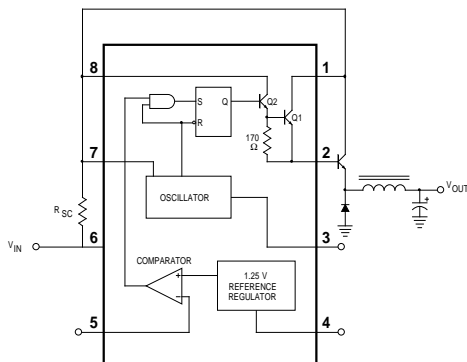 8
1
Q2
S
Q
Q1
R
170
Ω
2
7
OSCILLATOR
V OUT
R SC
V IN
6
3
COMPARATOR
+
+
–
1.25 V
REFERENCE
REGULATOR
5
4